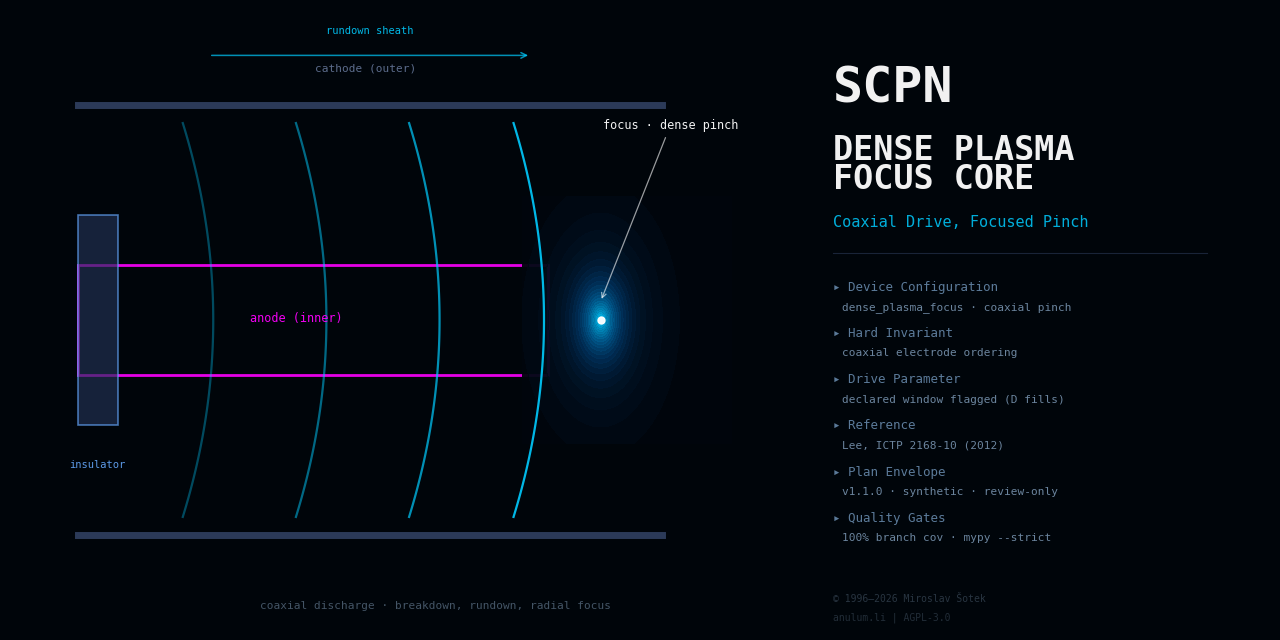 rundown sheath
cathode (outer)
focus · dense pinch
anode (inner)
insulator
coaxial discharge · breakdown, rundown, radial focus
SCPN
DENSE PLASMA
FOCUS CORE
Coaxial Drive, Focused Pinch
▸ Device Configuration
dense_plasma_focus · coaxial pinch
▸ Hard Invariant
coaxial electrode ordering
▸ Drive Parameter
declared window flagged (D fills)
▸ Reference
Lee, ICTP 2168-10 (2012)
▸ Plan Envelope
v1.1.0 · synthetic · review-only
▸ Quality Gates
100% branch cov · mypy --strict
© 1996–2026 Miroslav Šotek
anulum.li | AGPL-3.0